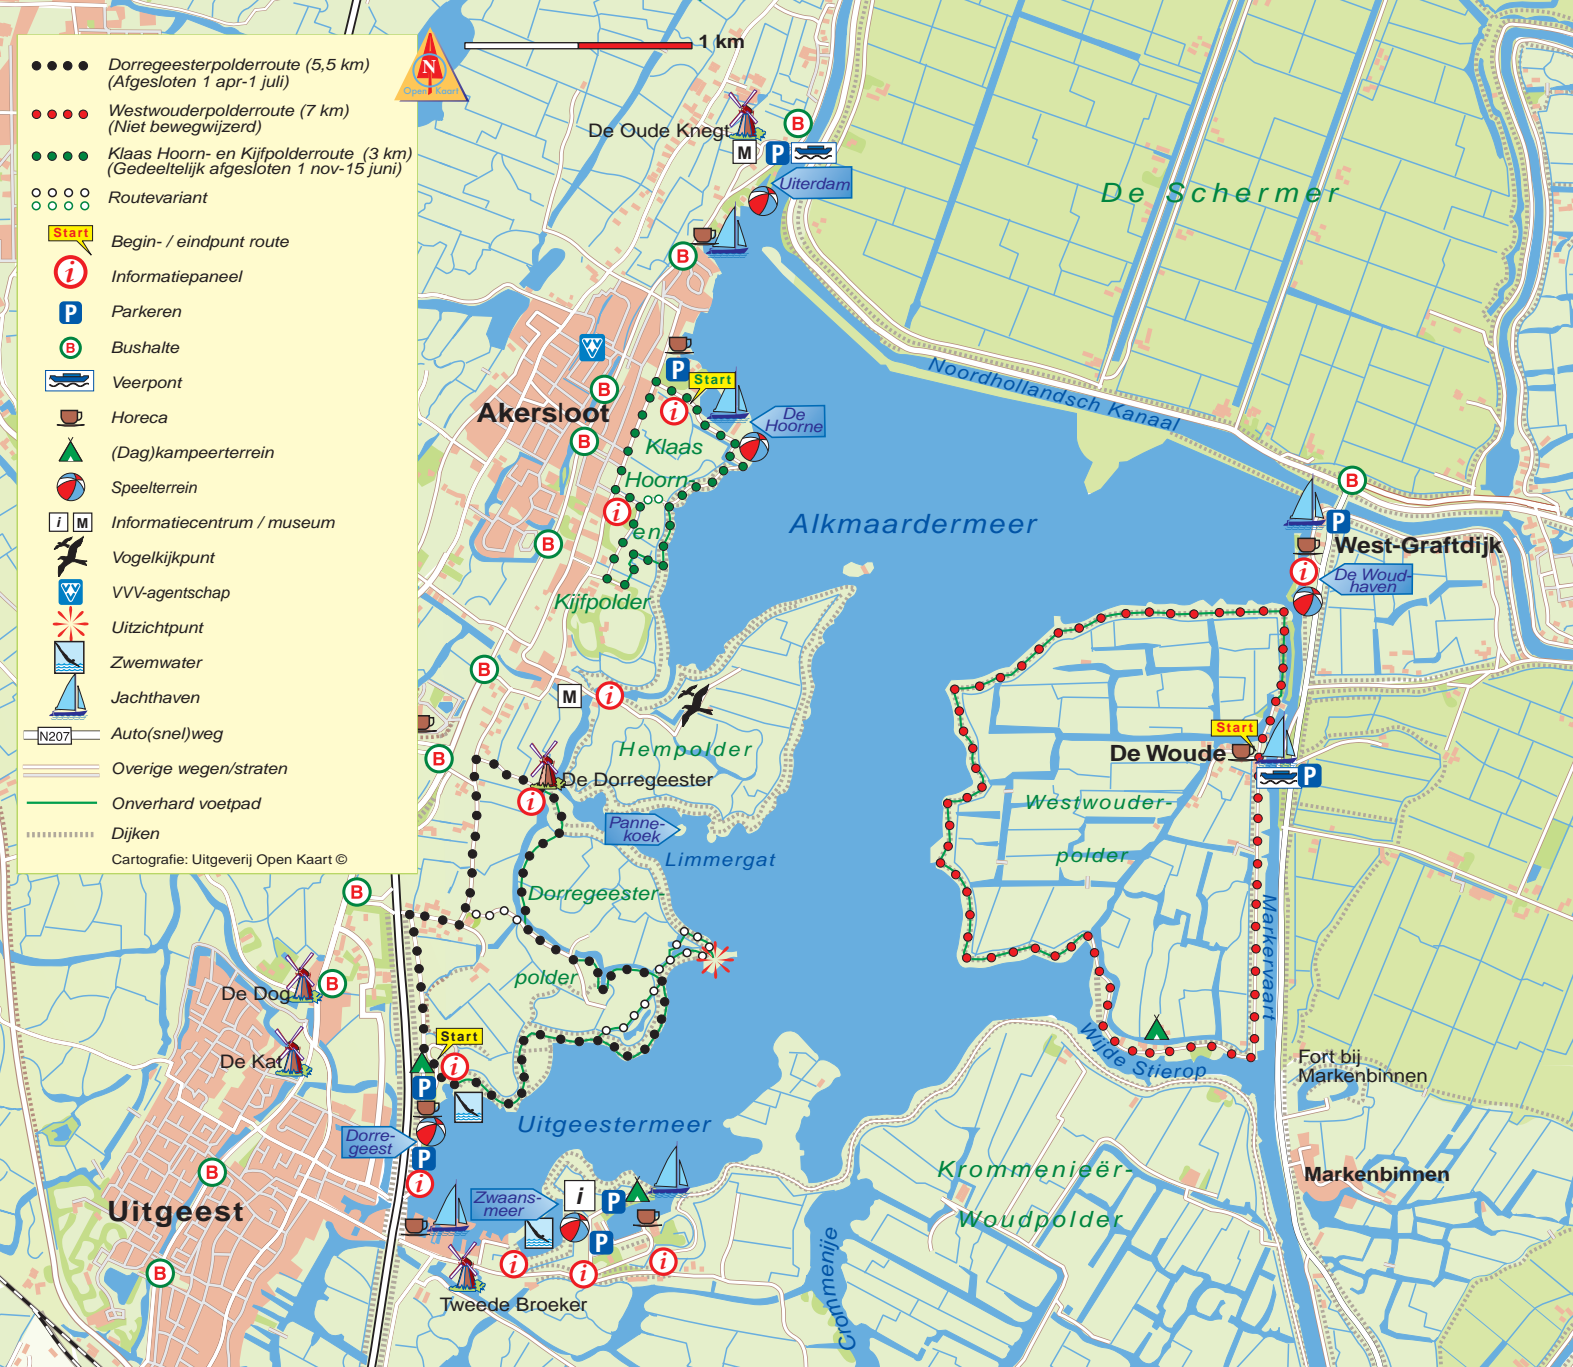 Dorregeesterpolderroute (5,5 km)
(Afgesloten 1 apr-1 juli)
Westwouderpolderroute (7 km)
(Niet bewegwijzerd)
Klaas Hoorn- en Kijfpolderroute (3 km)
(Gedeeltelijk afgesloten 1 nov-15 juni)
Routevariant
Start
Begin- / eindpunt route
i
Informatiepaneel
P
Parkeren
B
Bushalte
Veerpont
Horeca
(Dag)kampeerterrein
Speelterrein
i M
Informatiecentrum / museum
Vogelkijkpunt
VVV-agentschap
Uitzichtpunt
Zwemwater
Jachthaven
N207
Auto(snel)weg
Overige wegen/straten
Onverhard voetpad
Dijken
Cartografie: Uitgeverij Open Kaart ©
N
Open Kaart
1 km
De Oude Knegt
B
M
P
Uiterdam
De Schermer
B
Noordhollandsch Kanaal
P
Start
B
Akersloot
i
De
Hoorne
B
Klaas
Hoorn-
i
en
B
Kijfpolder
Alkmaardermeer
B
P
West-Graftdijk
i
De Woud-
haven
B
M
i
Hempolder
B
De Dorregeester
i
Panne-
koek
Limmergat
Start
De Woude
P
Westwouder-
polder
Markervaart
B
Dorregeester-
polder
De Dog
B
De Kat
Start
i
P
Wijde Stierop
Fort bij
Markenbinnen
Uitgeestermeer
Dorre-
geest
P
i
B
Uitgeest
B
Zwaans-
meer
i
P
P
i
i
i
Tweede Broeker
Krommenieër-
Woudpolder
Crommenije
Markenbinnen